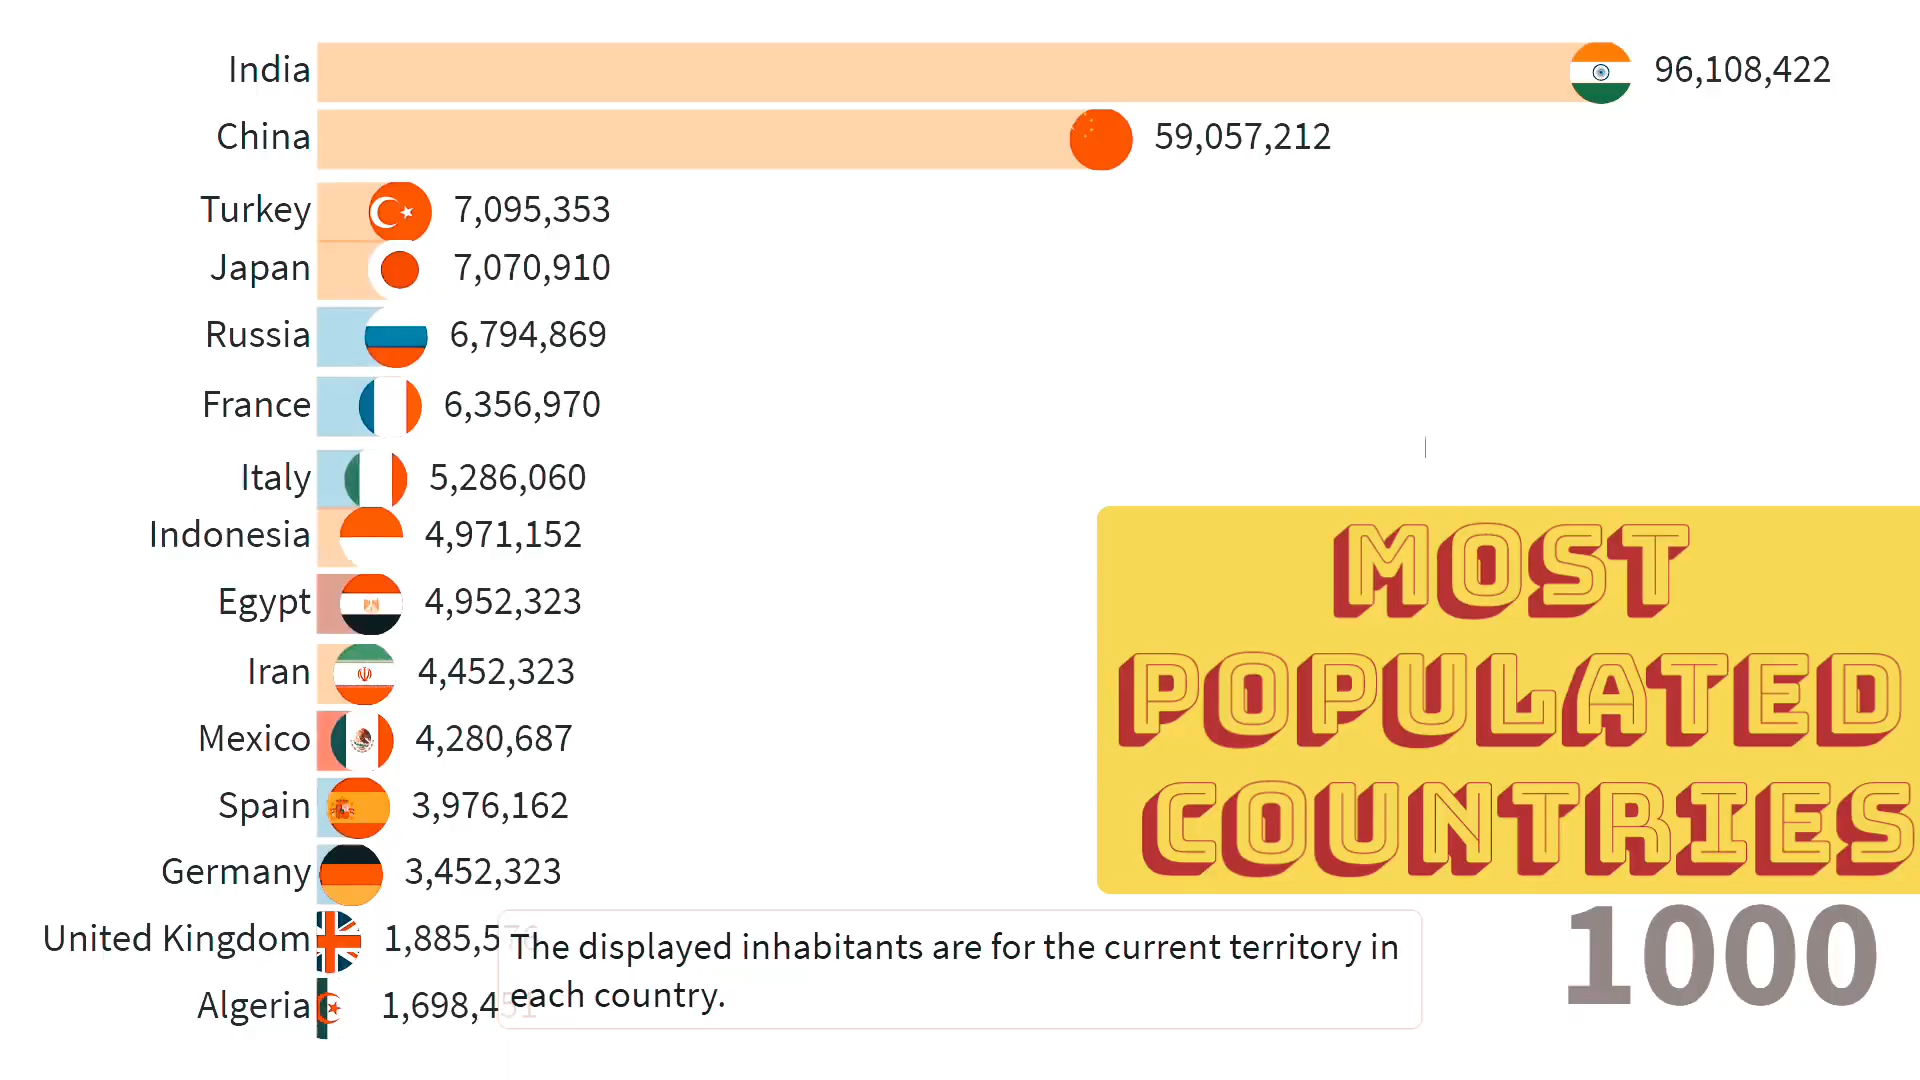 India 96,108,422
China 59,057,212
Turkey 7,095,353
Japan 7,070,910
Russia 6,794,869
France 6,356,970
Italy 5,286,060
Indonesia 4,971,152
Egypt 4,952,323
Iran 4,452,323
Mexico 4,280,687
Spain 3,976,162
Germany 3,452,323
United Kingdom
Algeria
MOST
POPULATED
COUNTRIES
The displayed inhabitants are for the current territory in
each country.
1000